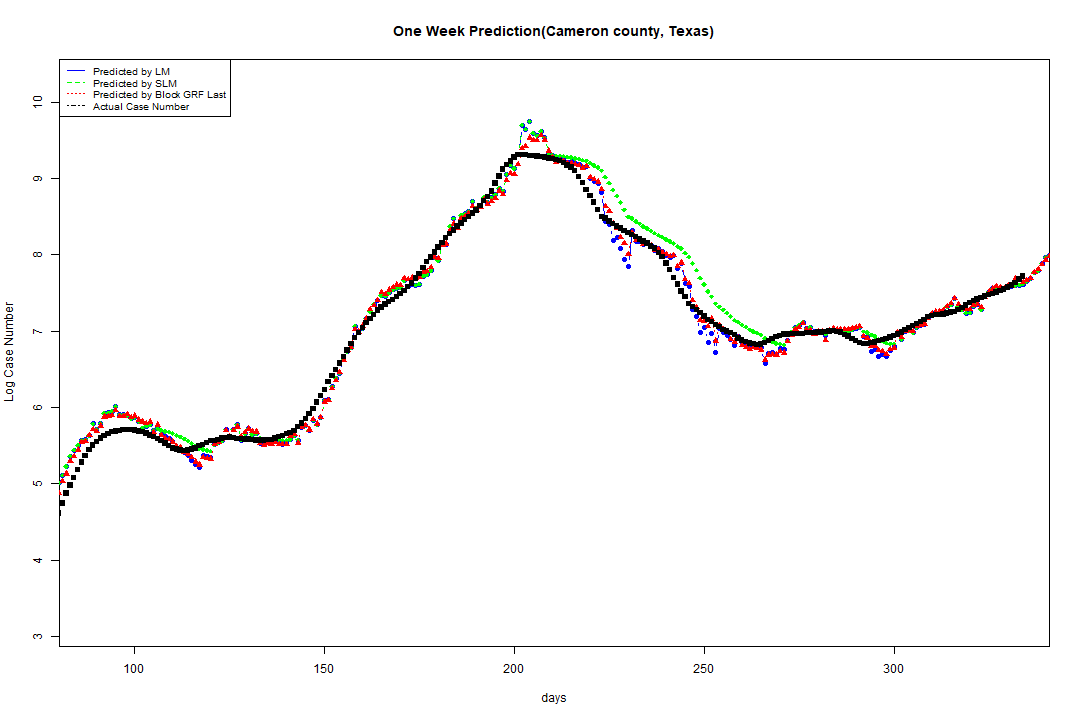 One Week Prediction(Cameron county, Texas)
Predicted by LM
Predicted by SLM
Predicted by Block GRF Last
Actual Case Number
10
9
8
7
6
5
4
3
Log Case Number
100 150 200 250 300
days